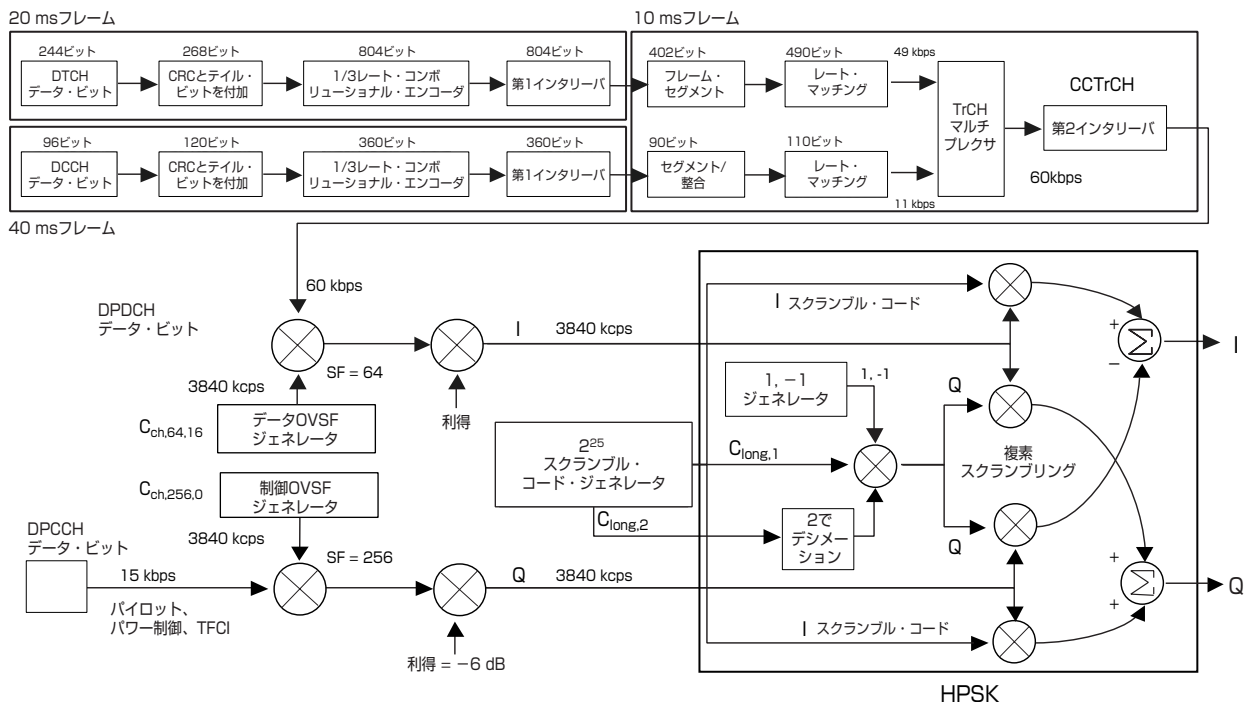 20 msフレーム
10 msフレーム
244ビット
268ビット
804ビット
804ビット
402ビット
490ビット
49 kbps
DTCH
データ・ビット
CRCとテイル・
ビットを付加
1/3レート・コンボ
リューショナル・エンコーダ
第1インタリーバ
フレーム・
セグメント
レート・
マッチング
TrCH
マルチ
プレクサ
CCTrCH
第2インタリーバ
96ビット
120ビット
360ビット
360ビット
90ビット
110ビット
DCCH
データ・ビット
CRCとテイル・
ビットを付加
1/3レート・コンボ
リューショナル・エンコーダ
第1インタリーバ
セグメント/
整合
レート・
マッチング
11 kbps
60kbps
40 msフレーム
60 kbps
DPDCH
データ・ビット
I
3840 kcps
I スクランブル・コード
+
−
Σ
I
SF = 64
3840 kcps
利得
データOVSF
ジェネレータ
Cch,64,16
1, −1
ジェネレータ
1, -1
Q
2²⁵
スクランブル・
コード・ジェネレータ
Clong,1
複素
スクランブリング
制御OVSF
ジェネレータ
Cch,256,0
Clong,2
2で
デシメー
ション
Q
DPCCH
データ・ビット
3840 kcps
SF = 256
15 kbps
Q
3840 kcps
+
+
Σ
Q
パイロット、
パワー制御、TFCI
I スクランブル・コード
利得 = −6 dB
HPSK